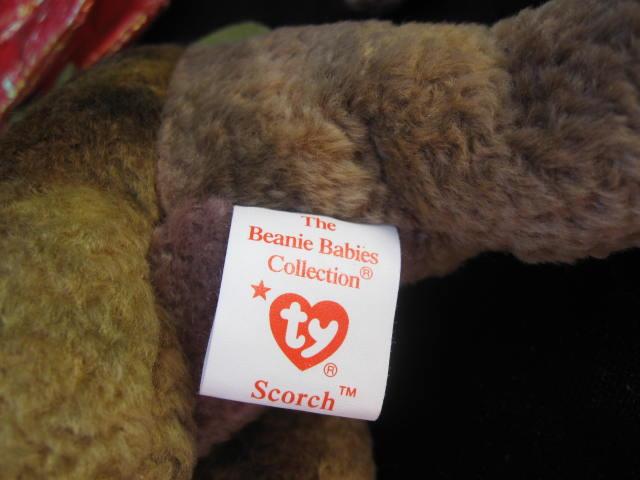 The
Beanie Babies
Collection®
ty®
Scorch™